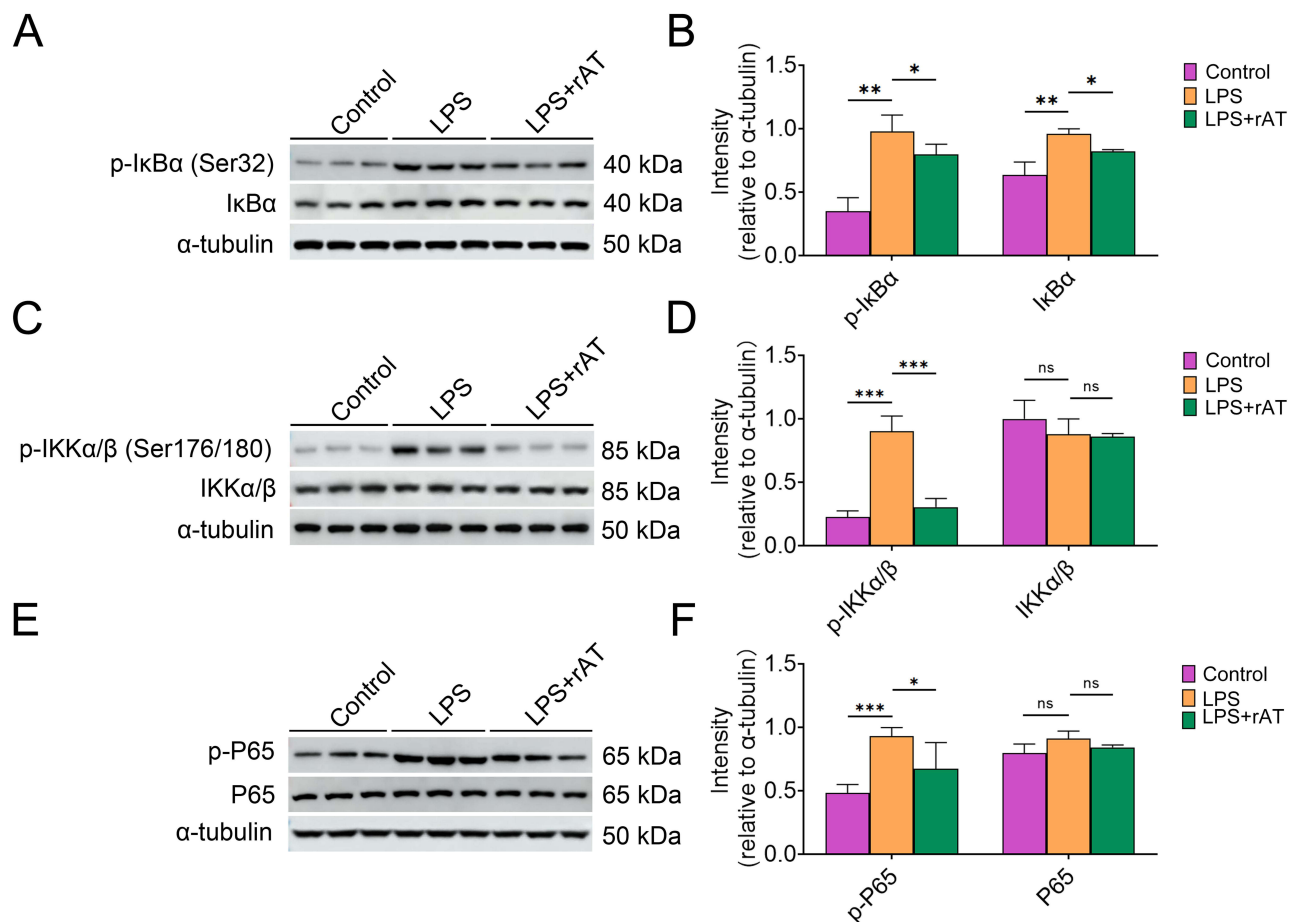 A
Control
LPS
LPS+rAT
p-IκBα (Ser32)
40 kDa
IκBα
40 kDa
α-tubulin
50 kDa
B
Intensity
(relative to α-tubulin)
1.5
1.0
0.5
0.0
**
*
**
*
p-IκBα
IκBα
Control
LPS
LPS+rAT
C
Control
LPS
LPS+rAT
p-IKKα/β (Ser176/180)
85 kDa
IKKα/β
85 kDa
α-tubulin
50 kDa
D
Intensity
(relative to α-tubulin)
1.5
1.0
0.5
0.0
***
***
ns
ns
p-IKKα/β
IKKα/β
Control
LPS
LPS+rAT
E
Control
LPS
LPS+rAT
p-P65
65 kDa
P65
65 kDa
α-tubulin
50 kDa
F
Intensity
(relative to α-tubulin)
1.5
1.0
0.5
0.0
***
*
ns
ns
p-P65
P65
Control
LPS
LPS+rAT